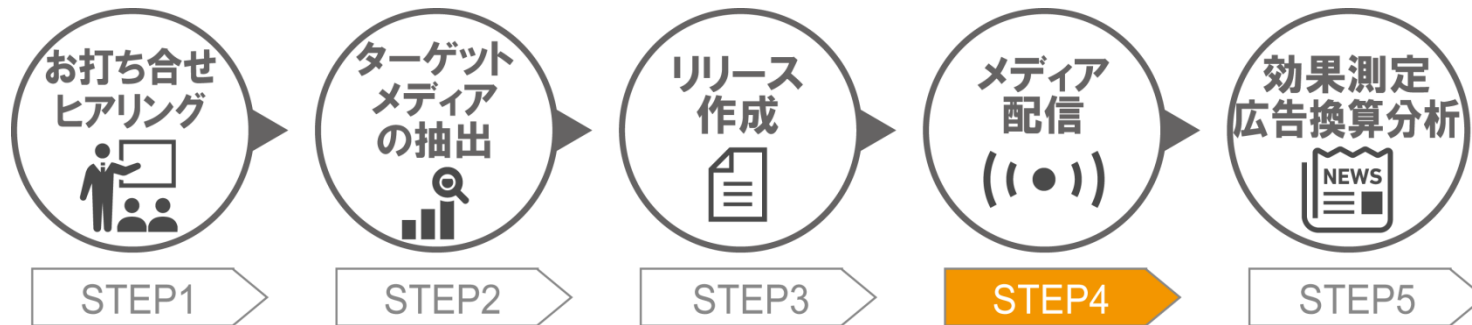 お打ち合せ
ヒアリング
ターゲット
メディア
の抽出
リリース
作成
メディア
配信
効果測定
広告換算分析
NEWS
STEP1
STEP2
STEP3
STEP4
STEP5